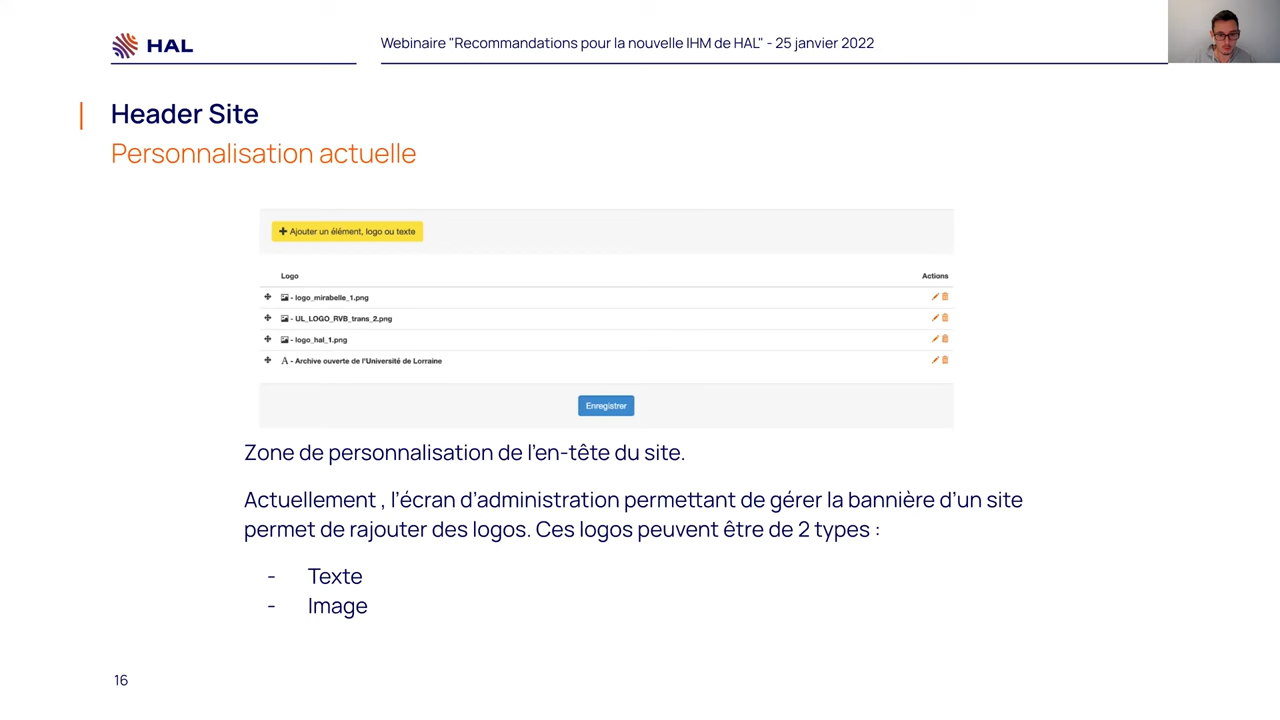 HAL
Webinaire "Recommandations pour la nouvelle IHM de HAL" - 25 janvier 2022
Header Site
Personnalisation actuelle
Ajouter un élément, logo ou texte
Logo Actions
- logo_mirabelle_1.png
- UL_LOGO_RVB_trans_2.png
- logo_hal_1.png
A - Archive ouverte de l'Université de Lorraine
Enregistrer
Zone de personnalisation de l'en-tête du site.
Actuellement , l'écran d'administration permettant de gérer la bannière d'un site
permet de rajouter des logos. Ces logos peuvent être de 2 types :
- Texte
- Image
16